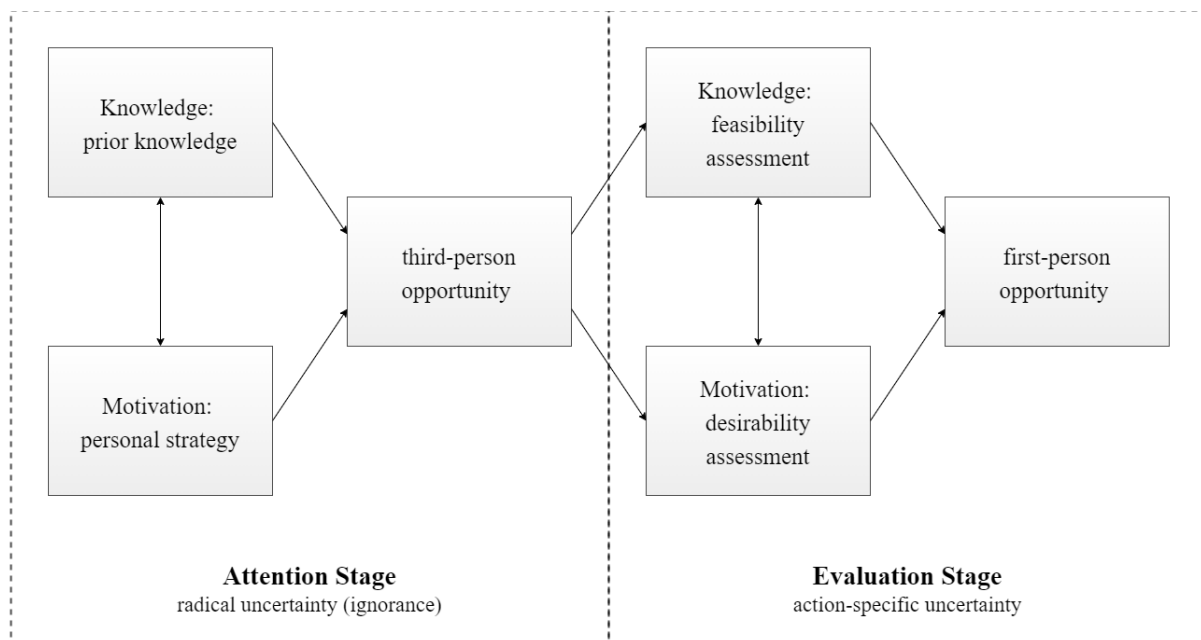 Knowledge:
prior knowledge
Motivation:
personal strategy
third-person
opportunity
Attention Stage
radical uncertainty (ignorance)
Knowledge:
feasibility
assessment
Motivation:
desirability
assessment
first-person
opportunity
Evaluation Stage
action-specific uncertainty